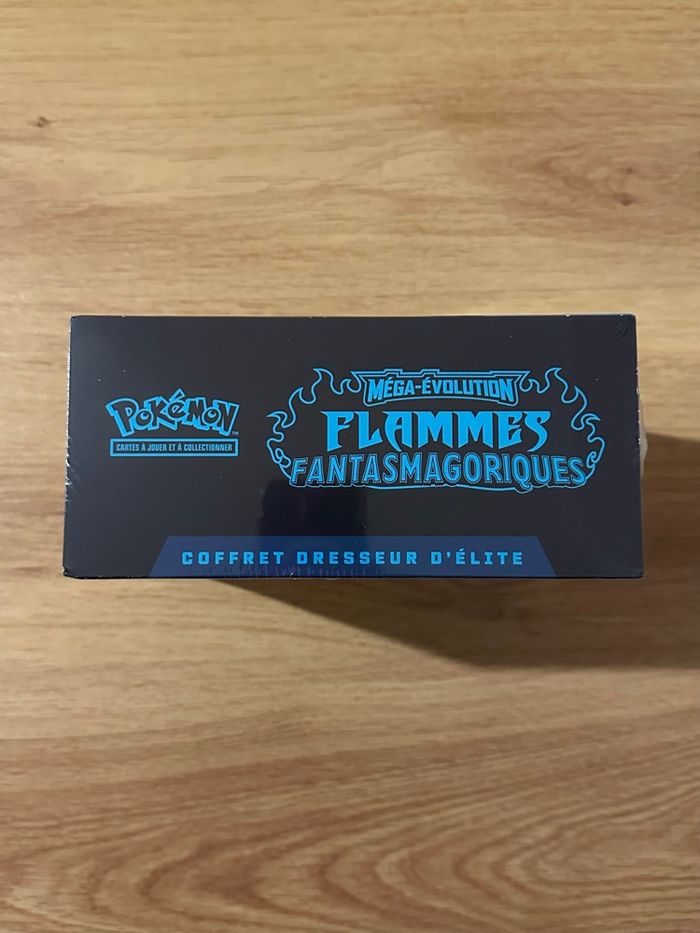 Pokémon
CARTES À JOUER ET À COLLECTIONNER
MÉGA-ÉVOLUTION
FLAMMES
FANTASMAGORIQUES
COFFRET DRESSEUR D'ÉLITE